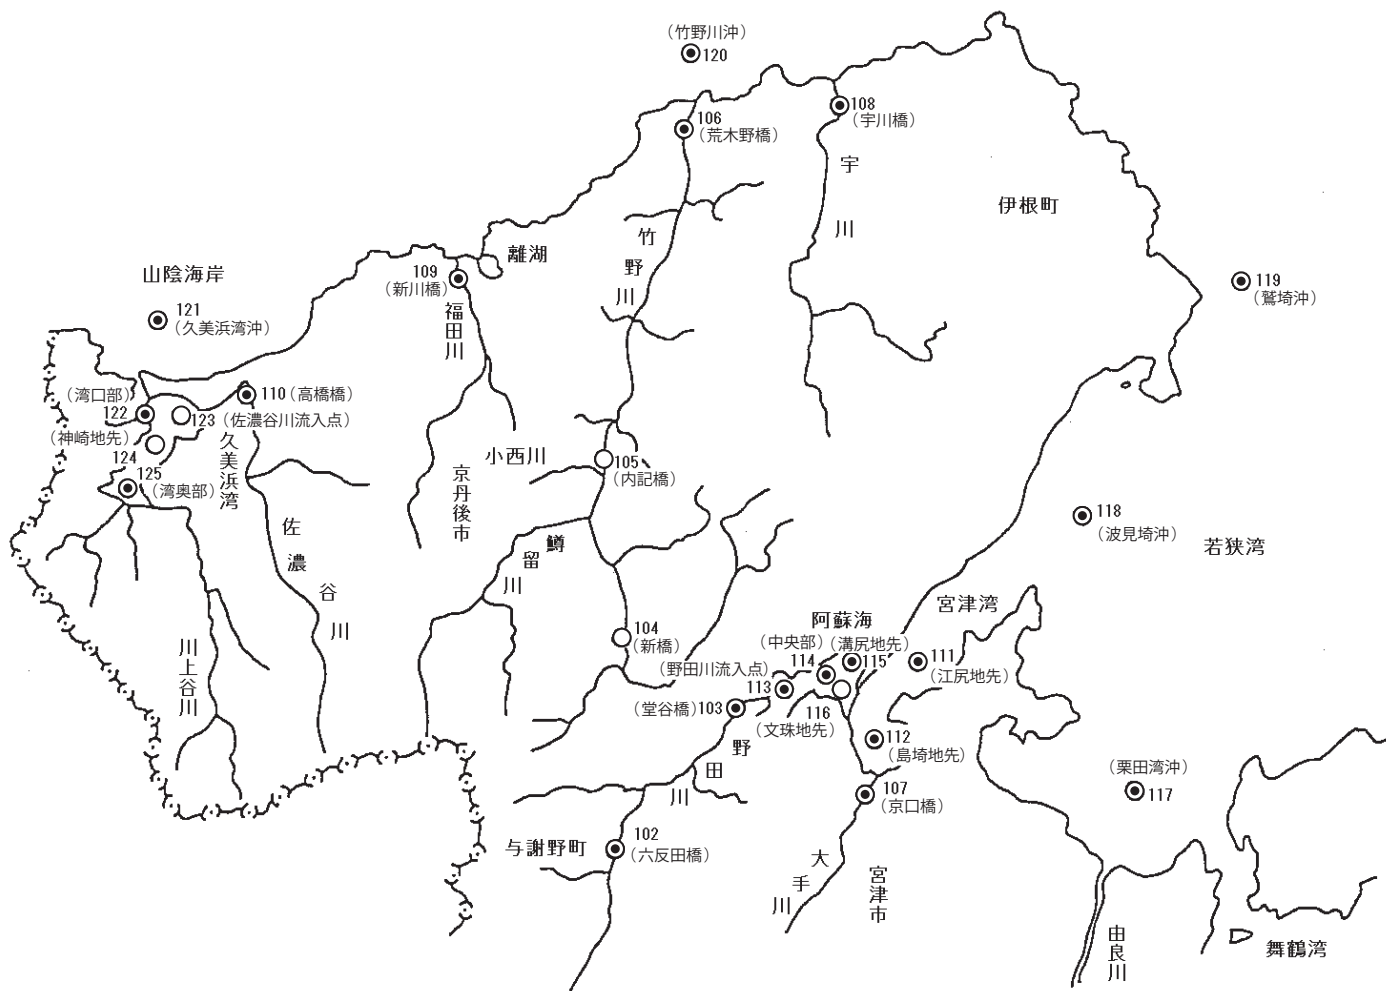 （竹野川沖）
120
108
（宇川橋）
106
（荒木野橋）
宇川
伊根町
竹野川
離湖
山陰海岸
109
（新川橋）
119
（鷲埼沖）
121
（久美浜湾沖）
福田川
（湾口部）
122
110（高橋橋）
123（佐濃谷川流入点）
（神崎地先）
124
久美浜湾
125
（湾奥部）
小西川
105
（内記橋）
京丹後市
佐濃谷川
鱒留川
118
（波見埼沖）
若狭湾
宮津湾
阿蘇海
104
（新橋）
（中央部）
（溝尻地先）
川上谷川
（野田川流入点）
114
115
111
（江尻地先）
113
（堂谷橋）103
116
（文珠地先）
野田川
112
（島埼地先）
（栗田湾沖）
117
107
（京口橋）
与謝野町
102
（六反田橋）
大手川
宮津市
由良川
舞鶴湾